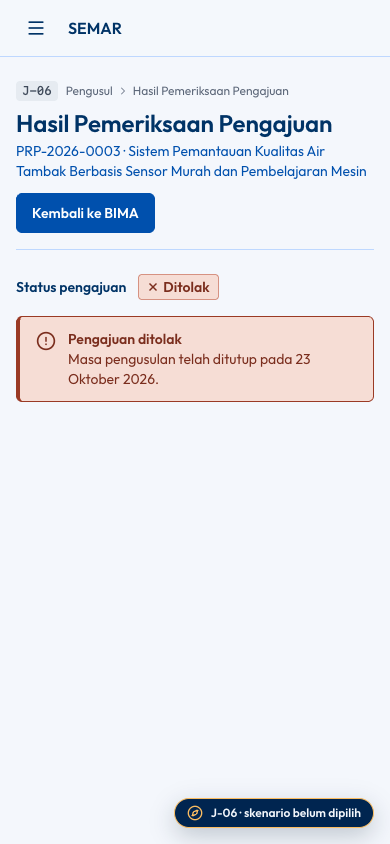 SEMAR
J–06 Pengusul > Hasil Pemeriksaan Pengajuan
Hasil Pemeriksaan Pengajuan
PRP-2026-0003 · Sistem Pemantauan Kualitas Air
Tambak Berbasis Sensor Murah dan Pembelajaran Mesin
Kembali ke BIMA
Status pengajuan × Ditolak
Pengajuan ditolak
Masa pengusulan telah ditutup pada 23
Oktober 2026.
J-06 · skenario belum dipilih